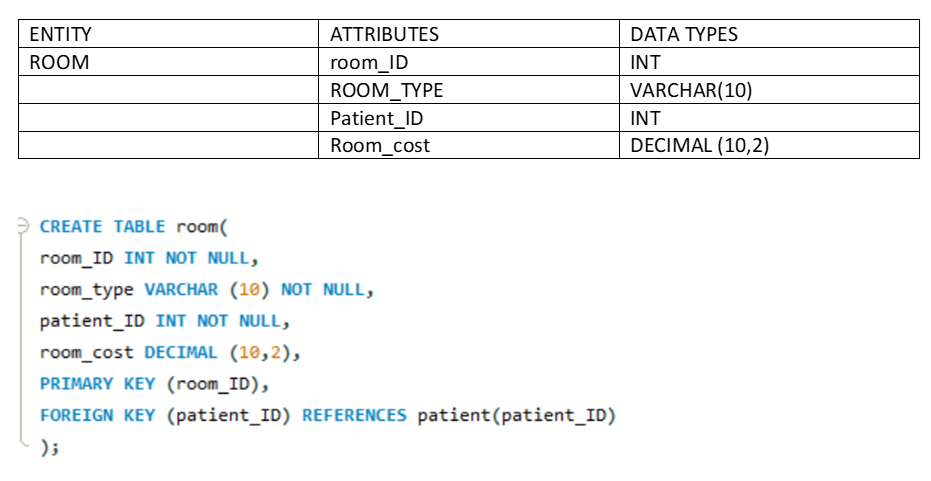 ENTITY ATTRIBUTES DATA TYPES
ROOM room_ID INT
ROOM_TYPE VARCHAR(10)
Patient_ID INT
Room_cost DECIMAL (10,2)
CREATE TABLE room(
room_ID INT NOT NULL,
room_type VARCHAR (10) NOT NULL,
patient_ID INT NOT NULL,
room_cost DECIMAL (10,2),
PRIMARY KEY (room_ID),
FOREIGN KEY (patient_ID) REFERENCES patient(patient_ID)
);